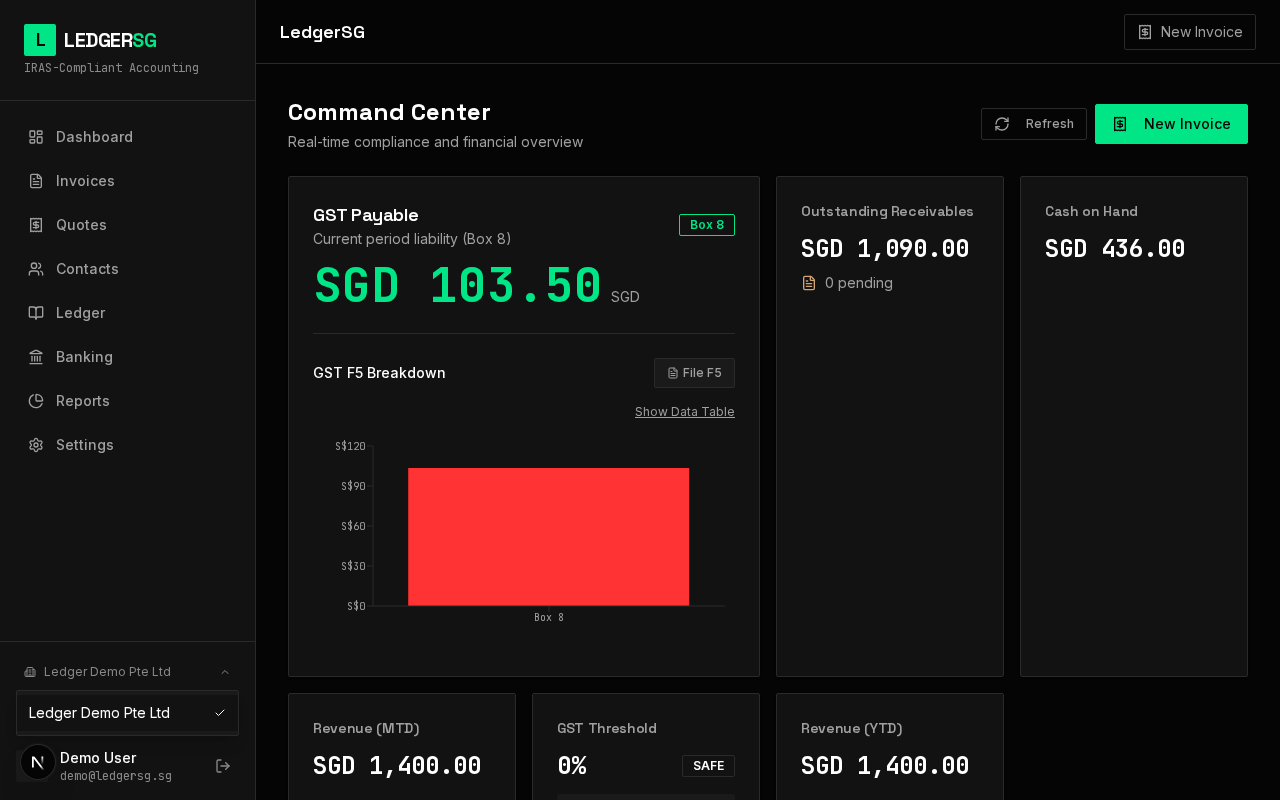 L LEDGERSG
IRAS-Compliant Accounting
Dashboard
Invoices
Quotes
Contacts
Ledger
Banking
Reports
Settings
Ledger Demo Pte Ltd
Ledger Demo Pte Ltd
N
Demo User
demo@ledgersg.sg
LedgerSG
New Invoice
Command Center
Real-time compliance and financial overview
Refresh
New Invoice
GST Payable
Current period liability (Box 8)
Box 8
SGD 103.50 SGD
GST F5 Breakdown
File F5
Show Data Table
S$120
S$90
S$60
S$30
S$0
Box 8
Outstanding Receivables
SGD 1,090.00
0 pending
Cash on Hand
SGD 436.00
Revenue (MTD)
SGD 1,400.00
GST Threshold
0%
SAFE
Revenue (YTD)
SGD 1,400.00